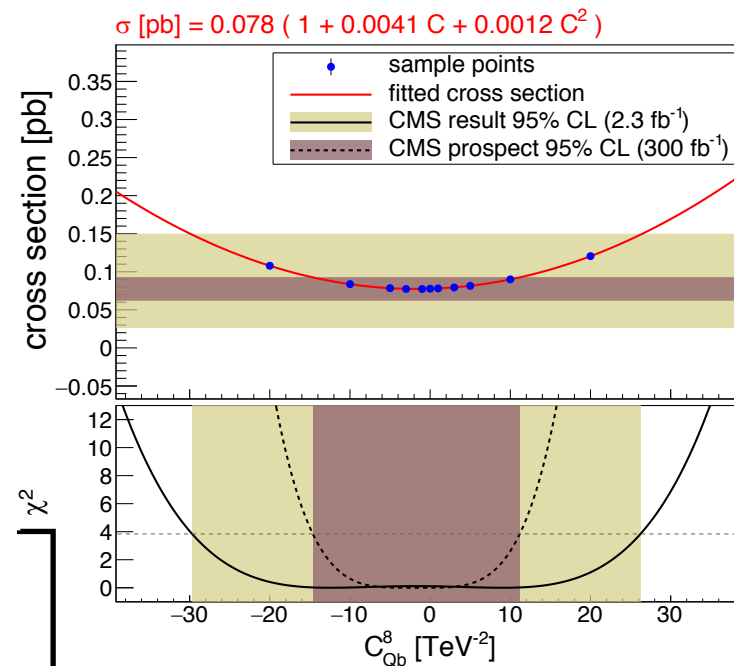 σ [pb] = 0.078 ( 1 + 0.0041 C + 0.0012 C² )
cross section [pb]
0.35
0.3
0.25
0.2
0.15
0.1
0.05
0
−0.05
sample points
fitted cross section
CMS result 95% CL (2.3 fb⁻¹)
CMS prospect 95% CL (300 fb⁻¹)
χ²
12
10
8
6
4
2
0
−30 −20 −10 0 10 20 30
C⁸_Qb [TeV⁻²]